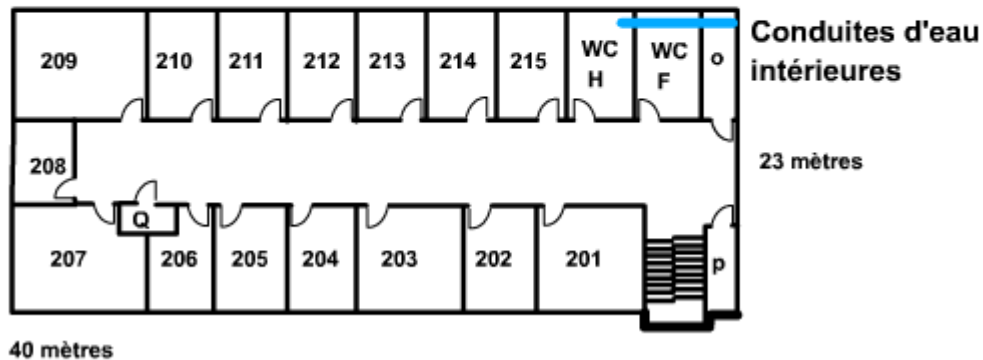 209
210
211
212
213
214
215
WC
H
WC
F
o
Conduites d'eau
intérieures
208
23 mètres
Q
207
206
205
204
203
202
201
p
40 mètres